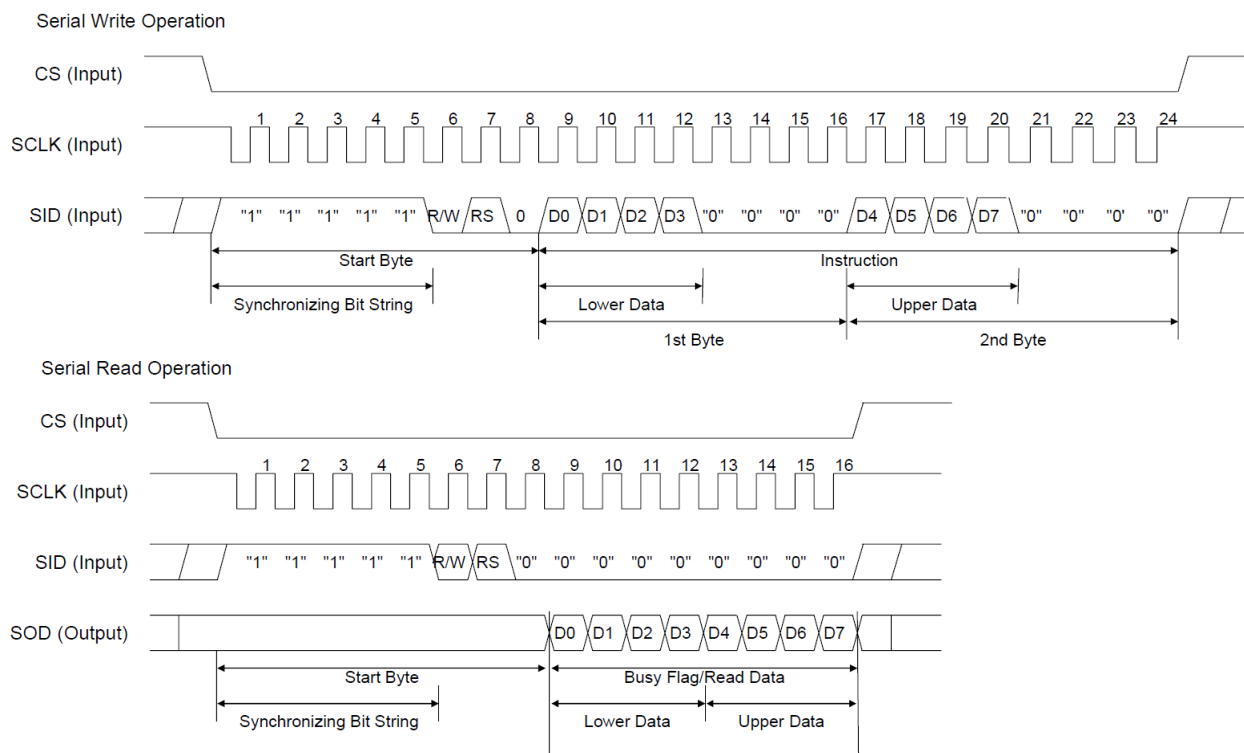 Serial Write Operation
CS (Input)
1 2 3 4 5 6 7 8 9 10 11 12 13 14 15 16 17 18 19 20 21 22 23 24
SCLK (Input)
SID (Input) "1" "1" "1" "1" "1" R/W RS 0 D0 D1 D2 D3 "0" "0" "0" "0" D4 D5 D6 D7 "0" "0" "0' "0"
Start Byte Instruction
Synchronizing Bit String Lower Data Upper Data
1st Byte 2nd Byte
Serial Read Operation
CS (Input)
1 2 3 4 5 6 7 8 9 10 11 12 13 14 15 16
SCLK (Input)
SID (Input) "1" "1" "1" "1" "1" R/W RS "0" "0" "0" "0" "0" "0" "0" "0" "0"
SOD (Output) D0 D1 D2 D3 D4 D5 D6 D7
Start Byte Busy Flag/Read Data
Synchronizing Bit String Lower Data Upper Data